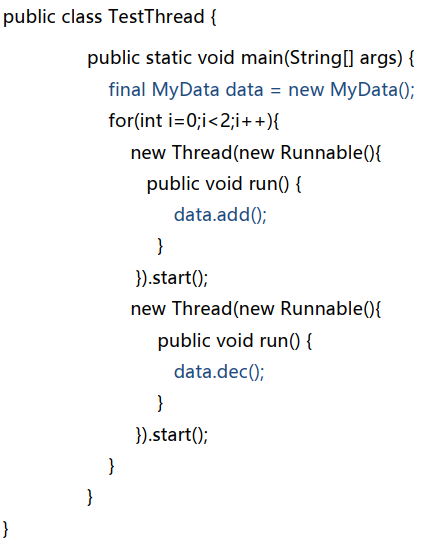 public class TestThread {
public static void main(String[] args) {
final MyData data = new MyData();
for(int i=0;i<2;i++){
new Thread(new Runnable(){
public void run() {
data.add();
}
}).start();
new Thread(new Runnable(){
public void run() {
data.dec();
}
}).start();
}
}
}